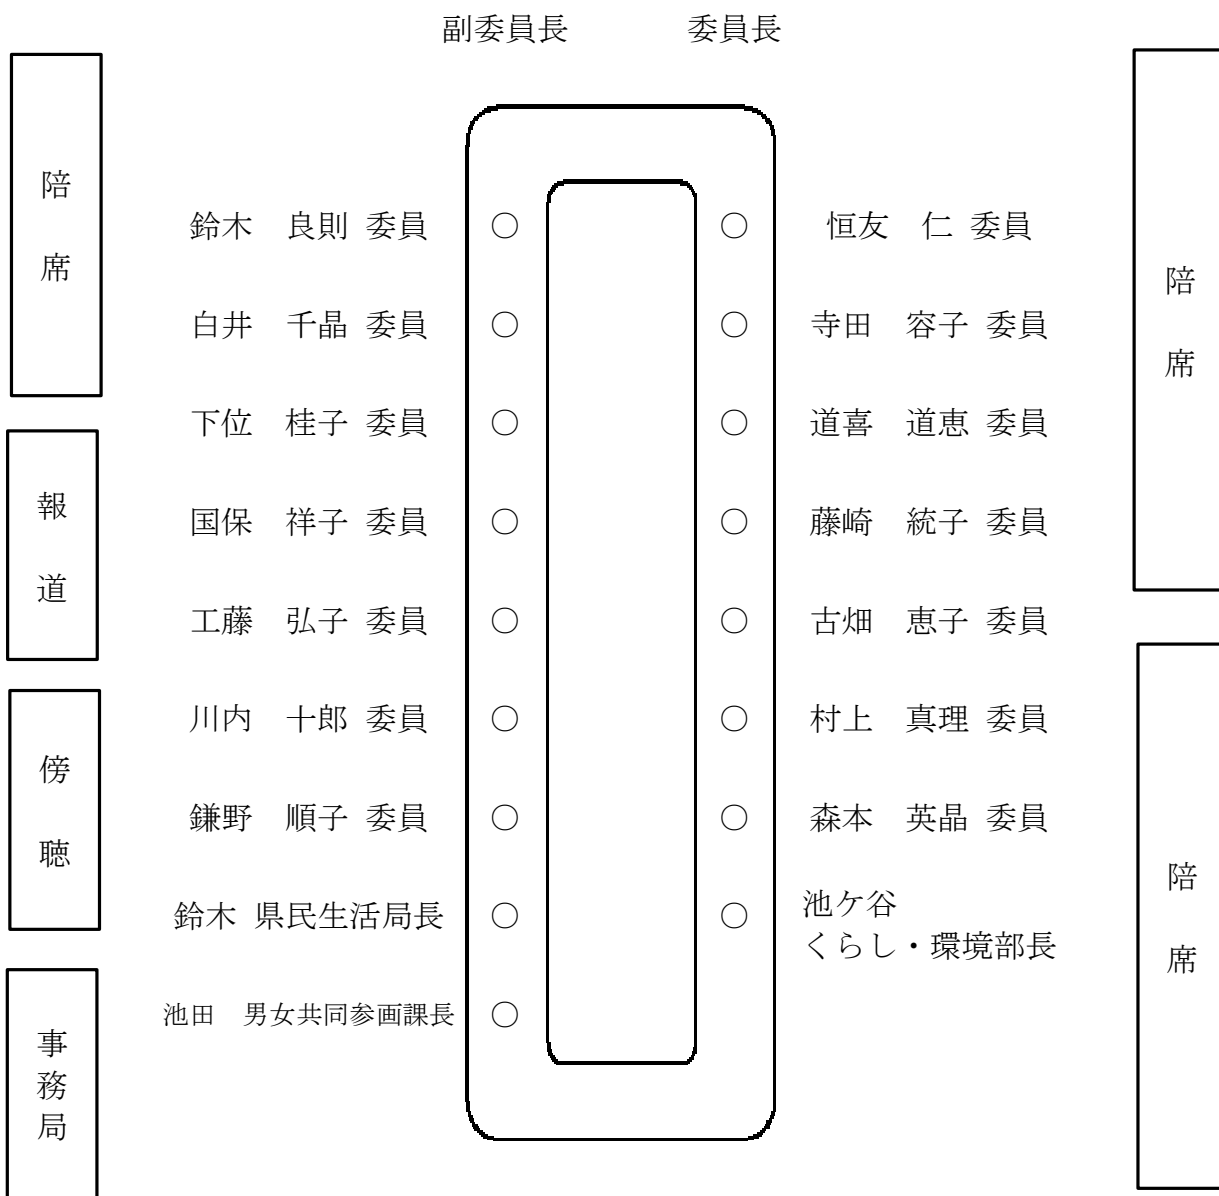 副委員長　　委員長
陪席
陪席
鈴木　良則 委員　○　○　恒友　仁 委員
白井　千晶 委員　○　○　寺田　容子 委員
下位　桂子 委員　○　○　道喜　道恵 委員
報道
国保　祥子 委員　○　○　藤崎　統子 委員
工藤　弘子 委員　○　○　古畑　恵子 委員
川内　十郎 委員　○　○　村上　真理 委員
傍聴
鎌野　順子 委員　○　○　森本　英晶 委員
鈴木 県民生活局長　○　○　池ケ谷
くらし・環境部長
陪席
池田　男女共同参画課長　○
事務局